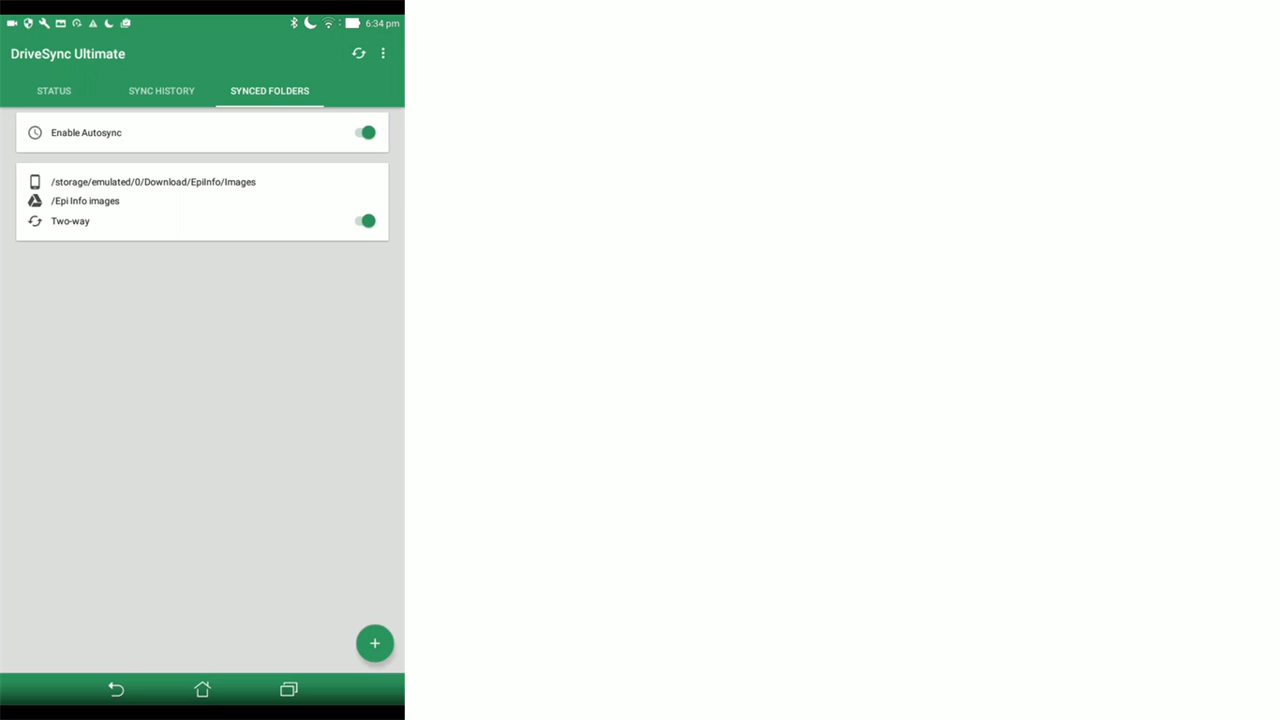 6:34 pm
DriveSync Ultimate
STATUS
SYNC HISTORY
SYNCED FOLDERS
Enable Autosync
/storage/emulated/0/Download/EpiInfo/Images
/Epi Info images
Two-way